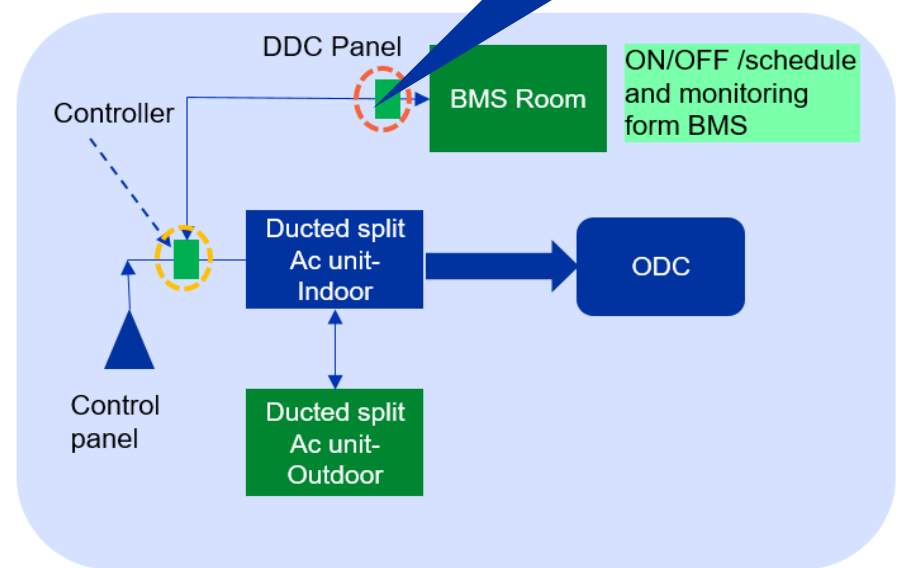 DDC Panel
BMS Room
ON/OFF /schedule
and monitoring
form BMS
Controller
Ducted split
Ac unit-
Indoor
ODC
Control
panel
Ducted split
Ac unit-
Outdoor